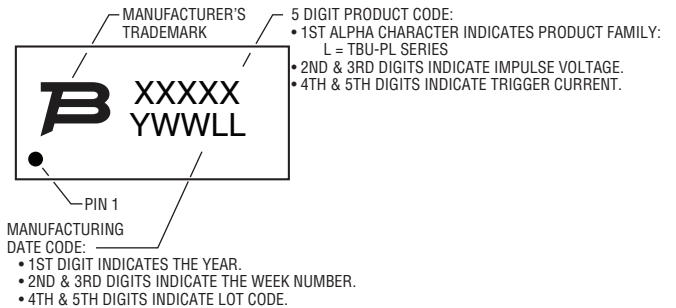 MANUFACTURER'S
TRADEMARK
5 DIGIT PRODUCT CODE:
• 1ST ALPHA CHARACTER INDICATES PRODUCT FAMILY:
L = TBU-PL SERIES
• 2ND & 3RD DIGITS INDICATE IMPULSE VOLTAGE.
• 4TH & 5TH DIGITS INDICATE TRIGGER CURRENT.
XXXXX
YWWLL
PIN 1
MANUFACTURING
DATE CODE:
• 1ST DIGIT INDICATES THE YEAR.
• 2ND & 3RD DIGITS INDICATE THE WEEK NUMBER.
• 4TH & 5TH DIGITS INDICATE LOT CODE.